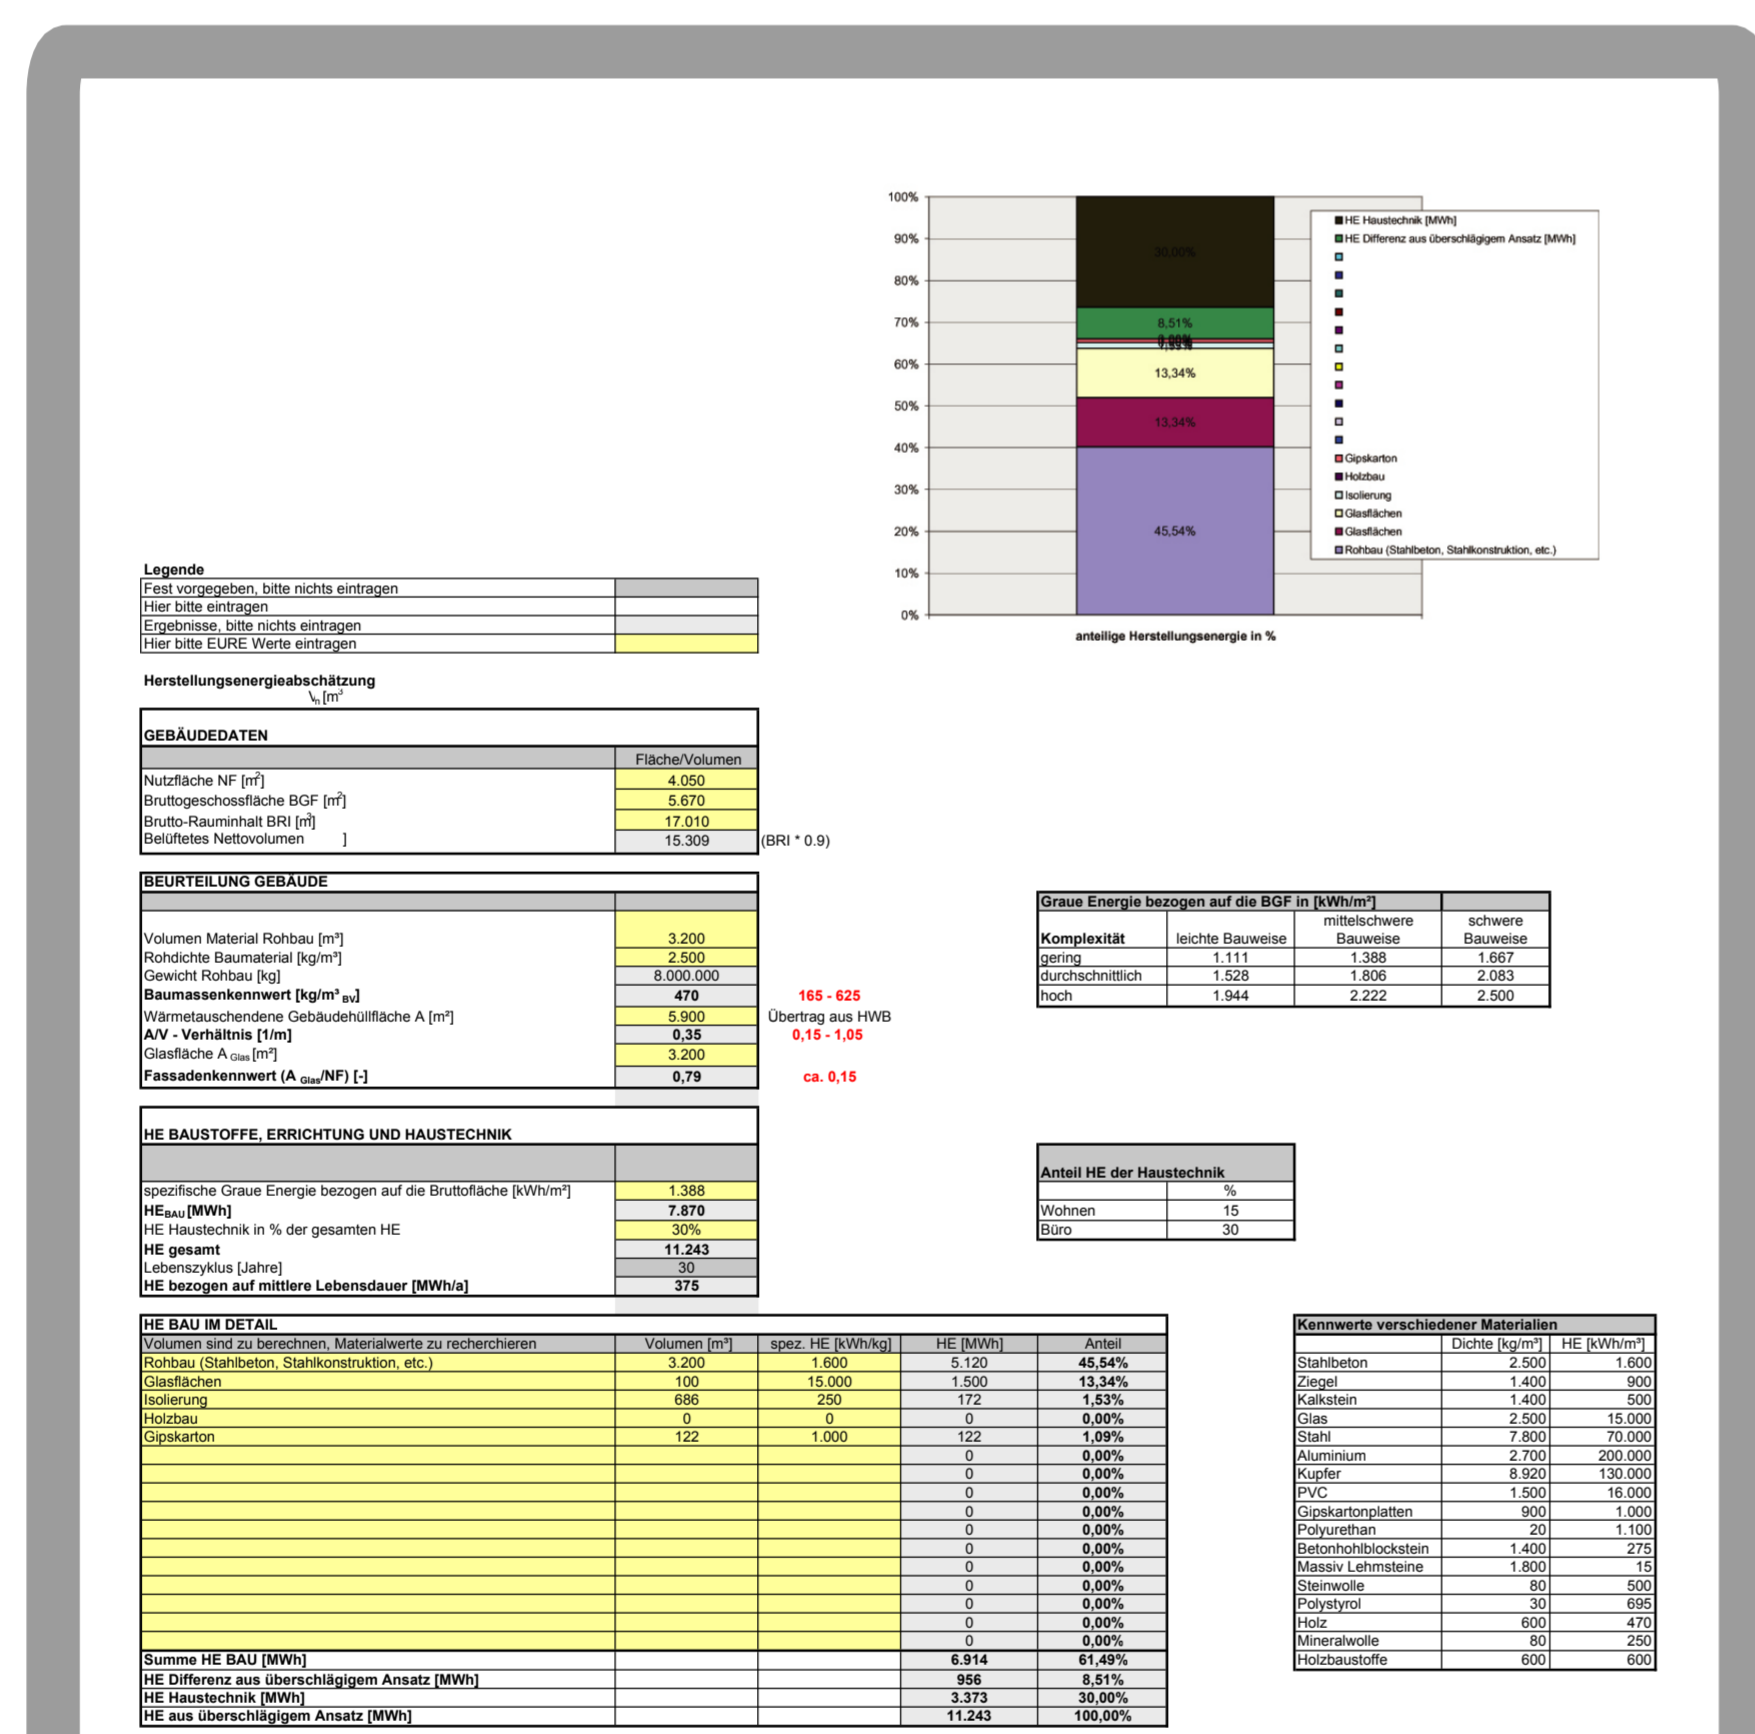 100%
90%
80%
70%
60%
50%
40%
30%
20%
10%
0%
30,00%
8,51%
13,34%
13,34%
45,54%
anteilige Herstellungsenergie in %
HE Haustechnik [MWh]
HE Differenz aus überschlägigem Ansatz [MWh]
Gipskarton
Holzbau
Isolierung
Glasflächen
Glasflächen
Rohbau (Stahlbeton, Stahlkonstruktion, etc.)
Legende
Fest vorgegeben, bitte nichts eintragen
Hier bitte eintragen
Ergebnisse, bitte nichts eintragen
Hier bitte EURE Werte eintragen
Herstellungsenergieabschätzung
Vn [m³
GEBÄUDEDATEN
Fläche/Volumen
Nutzfläche NF [m²] 4.050
Bruttogeschossfläche BGF [m²] 5.670
Brutto-Rauminhalt BRI [m³] 17.010
Belüftetes Nettovolumen ] 15.309 (BRI * 0.9)
BEURTEILUNG GEBÄUDE
Volumen Material Rohbau [m³] 3.200
Rohdichte Baumaterial [kg/m³] 2.500
Gewicht Rohbau [kg] 8.000.000
Baumassenkennwert [kg/m³ BV] 470 165 - 625
Wärmetauschendene Gebäudehüllfläche A [m²] 5.900 Übertrag aus HWB
A/V - Verhältnis [1/m] 0,35 0,15 - 1,05
Glasfläche A Glas [m²] 3.200
Fassadenkennwert (A Glas/NF) [-] 0,79 ca. 0,15
Graue Energie bezogen auf die BGF in [kWh/m²]
Komplexität leichte Bauweise mittelschwere Bauweise schwere Bauweise
gering 1.111 1.388 1.667
durchschnittlich 1.528 1.806 2.083
hoch 1.944 2.222 2.500
HE BAUSTOFFE, ERRICHTUNG UND HAUSTECHNIK
spezifische Graue Energie bezogen auf die Bruttofläche [kWh/m²] 1.388
HEBAU [MWh] 7.870
HE Haustechnik in % der gesamten HE 30%
HE gesamt 11.243
Lebenszyklus [Jahre] 30
HE bezogen auf mittlere Lebensdauer [MWh/a] 375
Anteil HE der Haustechnik
%
Wohnen 15
Büro 30
HE BAU IM DETAIL
Volumen sind zu berechnen, Materialwerte zu recherchieren Volumen [m³] spez. HE [kWh/kg] HE [MWh] Anteil
Rohbau (Stahlbeton, Stahlkonstruktion, etc.) 3.200 1.600 5.120 45,54%
Glasflächen 100 15.000 1.500 13,34%
Isolierung 686 250 172 1,53%
Holzbau 0 0 0 0,00%
Gipskarton 122 1.000 122 1,09%
0 0,00%
0 0,00%
0 0,00%
0 0,00%
0 0,00%
0 0,00%
0 0,00%
0 0,00%
0 0,00%
0 0,00%
0 0,00%
Summe HE BAU [MWh] 6.914 61,49%
HE Differenz aus überschlägigem Ansatz [MWh] 956 8,51%
HE Haustechnik [MWh] 3.373 30,00%
HE aus überschlägigem Ansatz [MWh] 11.243 100,00%
Kennwerte verschiedener Materialien
Dichte [kg/m³] HE [kWh/m³]
Stahlbeton 2.500 1.600
Ziegel 1.400 900
Kalkstein 1.400 500
Glas 2.500 15.000
Stahl 7.800 70.000
Aluminium 2.700 200.000
Kupfer 8.920 130.000
PVC 1.500 16.000
Gipskartonplatten 900 1.000
Polyurethan 20 1.100
Betonhohlblockstein 1.400 275
Massiv Lehmsteine 1.800 15
Steinwolle 80 500
Polystyrol 30 695
Holz 600 470
Mineralwolle 80 250
Holzbaustoffe 600 600